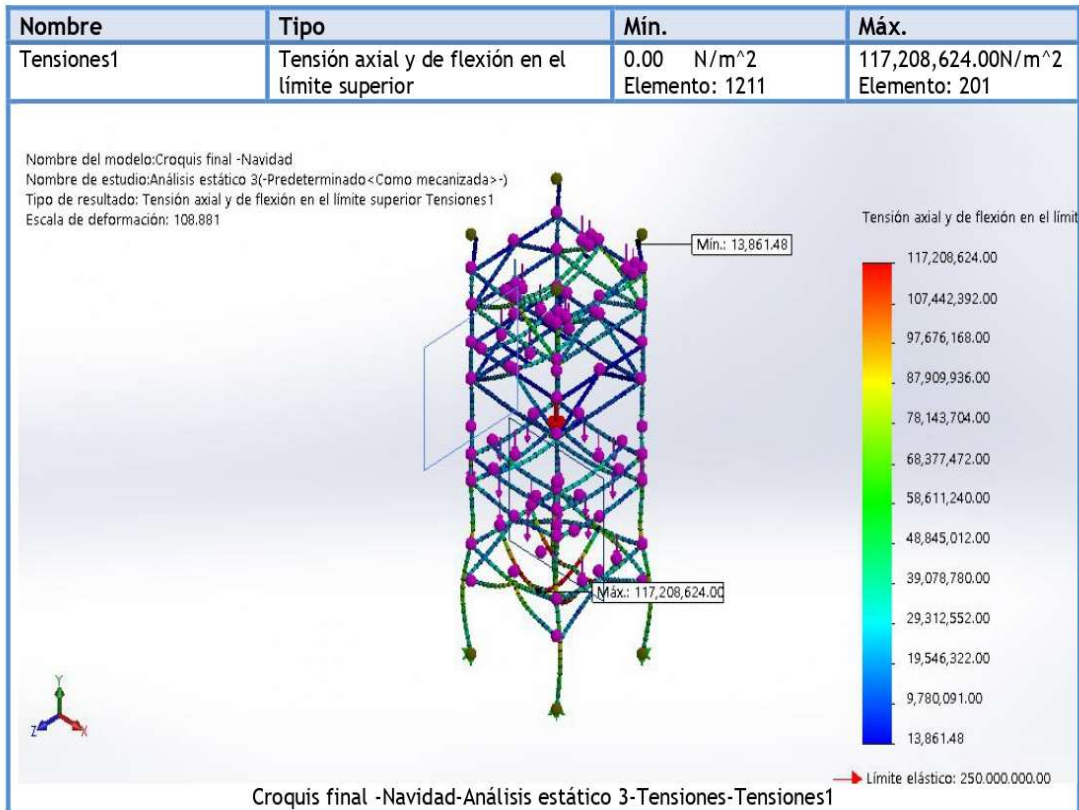 Nombre Tipo Mín. Máx.
Tensiones1 Tensión axial y de flexión en el límite superior 0.00 N/m^2 Elemento: 1211 117,208,624.00N/m^2 Elemento: 201
Nombre del modelo:Croquis final -Navidad
Nombre de estudio:Análisis estático 3(-Predeterminado<Como mecanizada>-)
Tipo de resultado: Tensión axial y de flexión en el límite superior Tensiones1
Escala de deformación: 108.881
Tensión axial y de flexión en el límit
Mín.: 13,861.48
117,208,624.00
107,442,392.00
97,676,168.00
87,909,936.00
78,143,704.00
68,377,472.00
58,611,240.00
48,845,012.00
39,078,780.00
29,312,552.00
19,546,322.00
9,780,091.00
13,861.48
Máx.: 117,208,624.00
Y
Z
X
Límite elástico: 250.000.000.00
Croquis final -Navidad-Análisis estático 3-Tensiones-Tensiones1